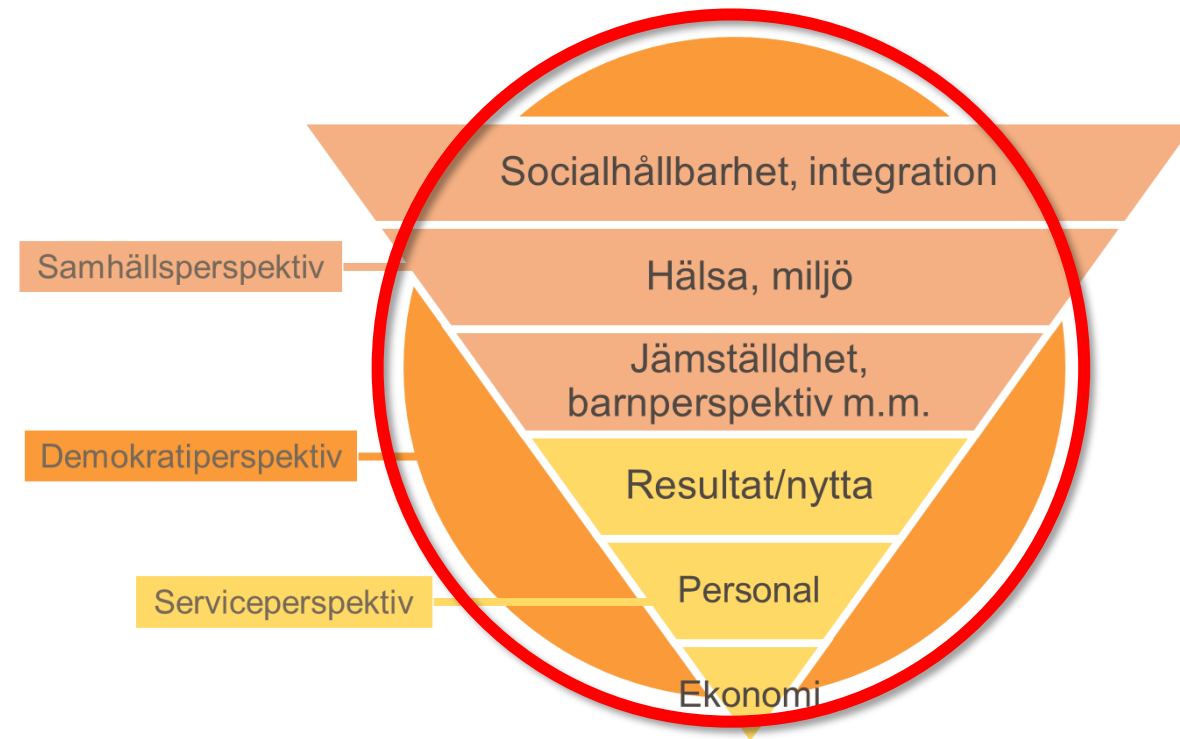 Socialhållbarhet, integration
Samhällsperspektiv
Hälsa, miljö
Jämställdhet,
barnperspektiv m.m.
Demokratiperspektiv
Resultat/nytta
Serviceperspektiv
Personal
Ekonomi